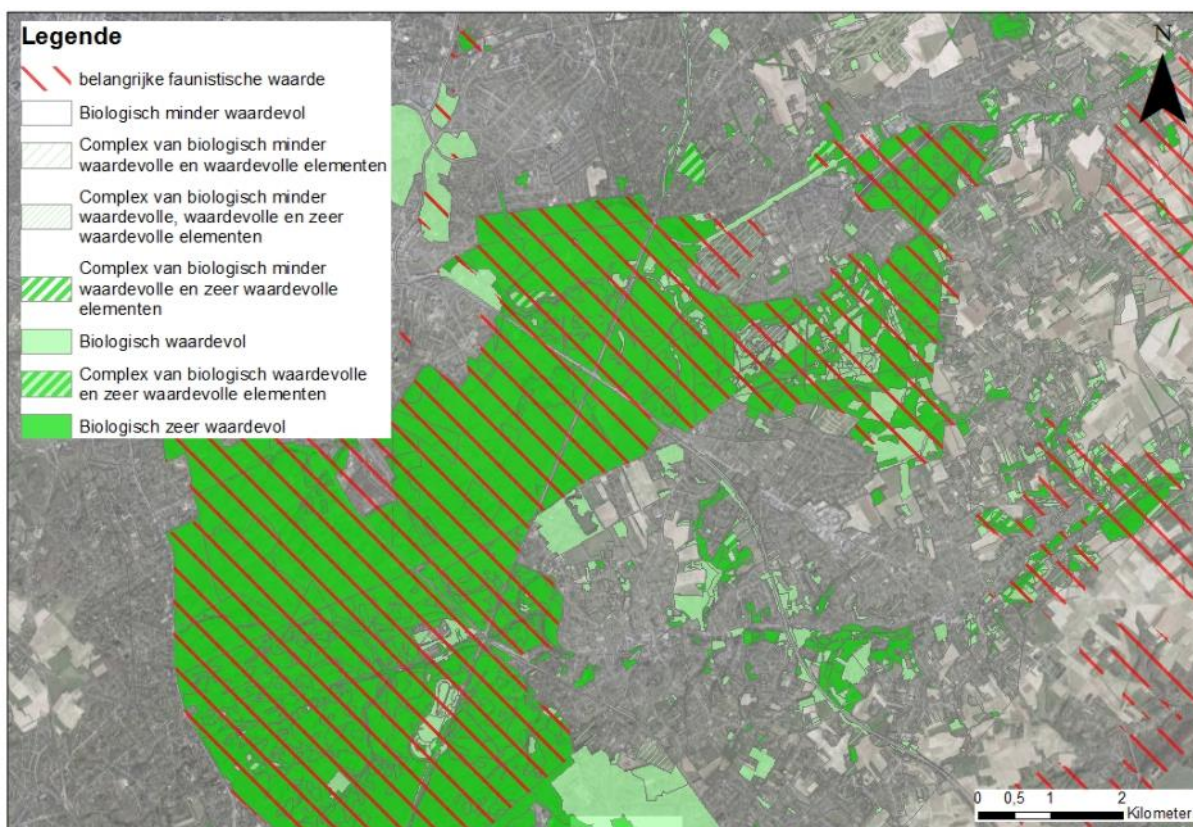 Legende
belangrijke faunistische waarde
Biologisch minder waardevol
Complex van biologisch minder
waardevolle en waardevolle elementen
Complex van biologisch minder
waardevolle, waardevolle en zeer
waardevolle elementen
Complex van biologisch minder
waardevolle en zeer waardevolle
elementen
Biologisch waardevol
Complex van biologisch waardevolle
en zeer waardevolle elementen
Biologisch zeer waardevol
N
0 0,5 1 2
Kilometer